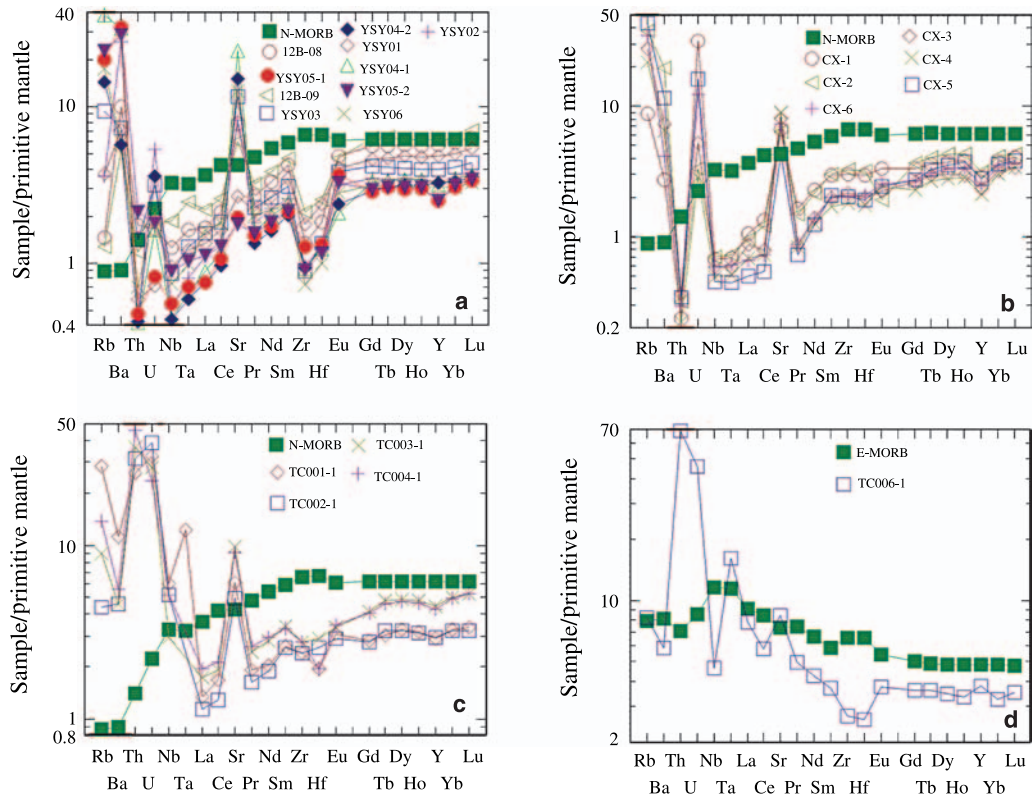 40
10
1
0.4
Sample/primitive mantle
N-MORB
12B-08
YSY05-1
12B-09
YSY03
YSY04-2
YSY01
YSY04-1
YSY05-2
YSY06
YSY02
a
Rb Th Nb La Sr Nd Zr Eu Gd Dy Y Lu
Ba U Ta Ce Pr Sm Hf Tb Ho Yb
50
10
1
0.2
Sample/primitive mantle
N-MORB
CX-1
CX-2
CX-6
CX-3
CX-4
CX-5
b
Rb Th Nb La Sr Nd Zr Eu Gd Dy Y Lu
Ba U Ta Ce Pr Sm Hf Tb Ho Yb
50
10
1
0.8
Sample/primitive mantle
N-MORB
TC001-1
TC002-1
TC003-1
TC004-1
c
Rb Th Nb La Sr Nd Zr Eu Gd Dy Y Lu
Ba U Ta Ce Pr Sm Hf Tb Ho Yb
70
10
2
Sample/primitive mantle
E-MORB
TC006-1
d
Rb Th Nb La Sr Nd Zr Eu Gd Dy Y Lu
Ba U Ta Ce Pr Sm Hf Tb Ho Yb